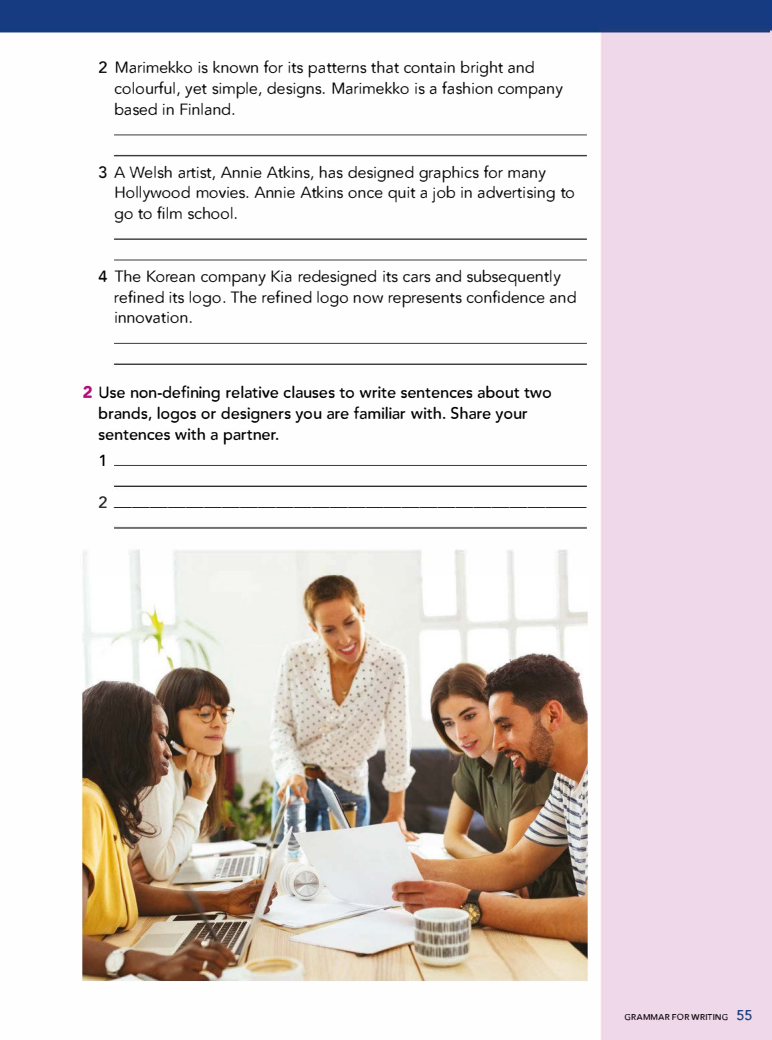 2 Marimekko is known for its patterns that contain bright and
colourful, yet simple, designs. Marimekko is a fashion company
based in Finland.
3 A Welsh artist, Annie Atkins, has designed graphics for many
Hollywood movies. Annie Atkins once quit a job in advertising to
go to film school.
4 The Korean company Kia redesigned its cars and subsequently
refined its logo. The refined logo now represents confidence and
innovation.
2 Use non-defining relative clauses to write sentences about two
brands, logos or designers you are familiar with. Share your
sentences with a partner.
1
2
GRAMMAR FOR WRITING 55